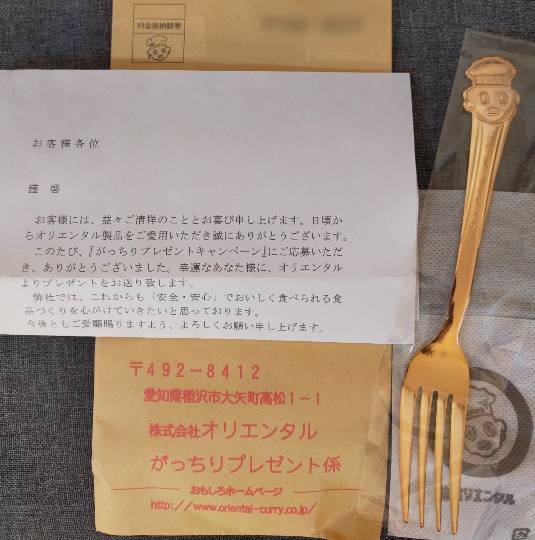 料金後納郵便
お客様各位
謹 啓
お客様には、益々ご清祥のこととお喜び申し上げます。日頃か
らオリエンタル製品をご愛用いただき誠にありがとうございます。
このたび、『がっちりプレゼントキャンペーン』にご応募いただ
き、ありがとうございました。幸運なあなた様に、オリエンタル
よりプレゼントをお送り致します。
弊社では、これからも「安全・安心」でおいしく食べられる食
品づくりを心がけていきたいと思っております。
今後ともご愛顧賜りますよう、よろしくお願い申し上げます。
〒492-8412
愛知県稲沢市大矢町高松1-1
株式会社オリエンタル
がっちりプレゼント係
おもしろホームページ
http://www.oriental-curry.co.jp/
オリエンタル